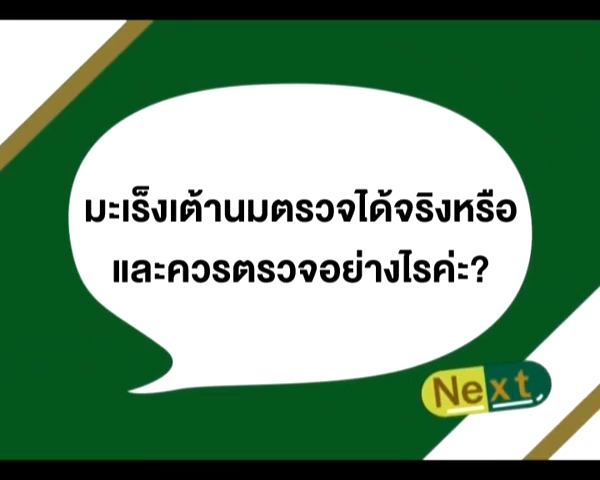 มะเร็งเต้านมตรวจได้จริงหรือ
และควรตรวจอย่างไรค่ะ?
Next